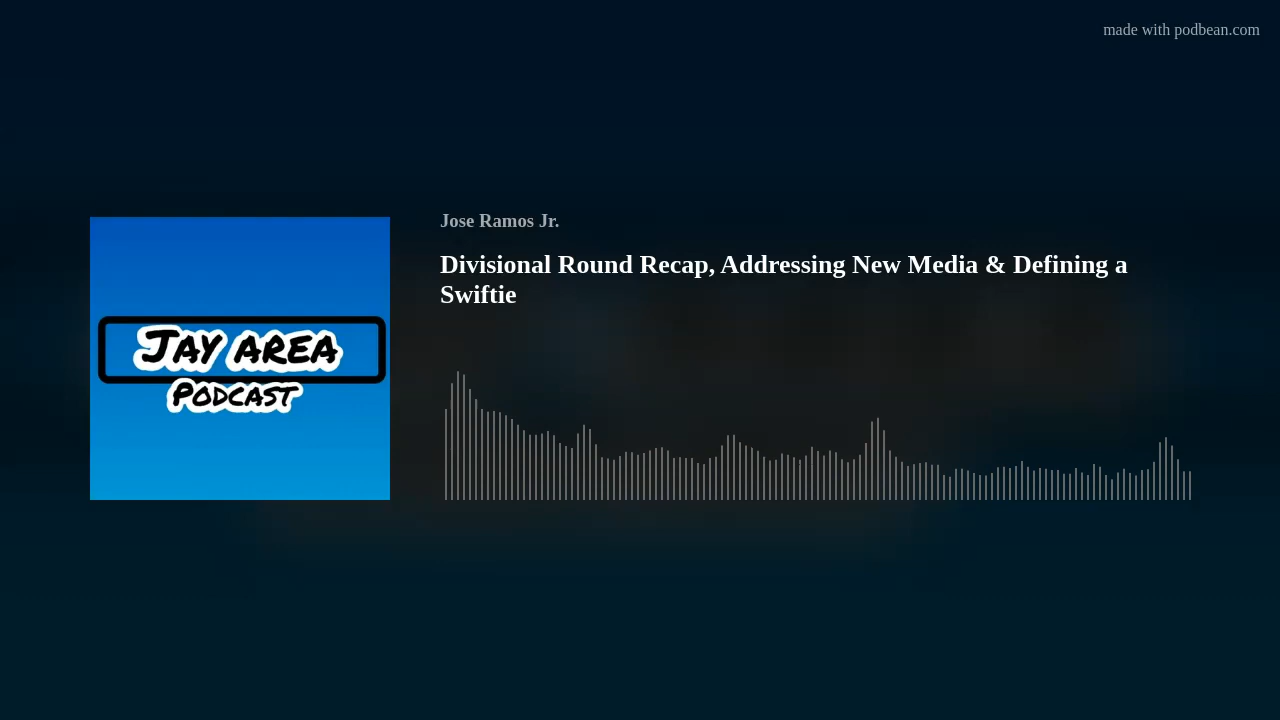 made with podbean.com
Jose Ramos Jr.
Divisional Round Recap, Addressing New Media & Defining a
Swiftie
JAY AREA
PODCAST